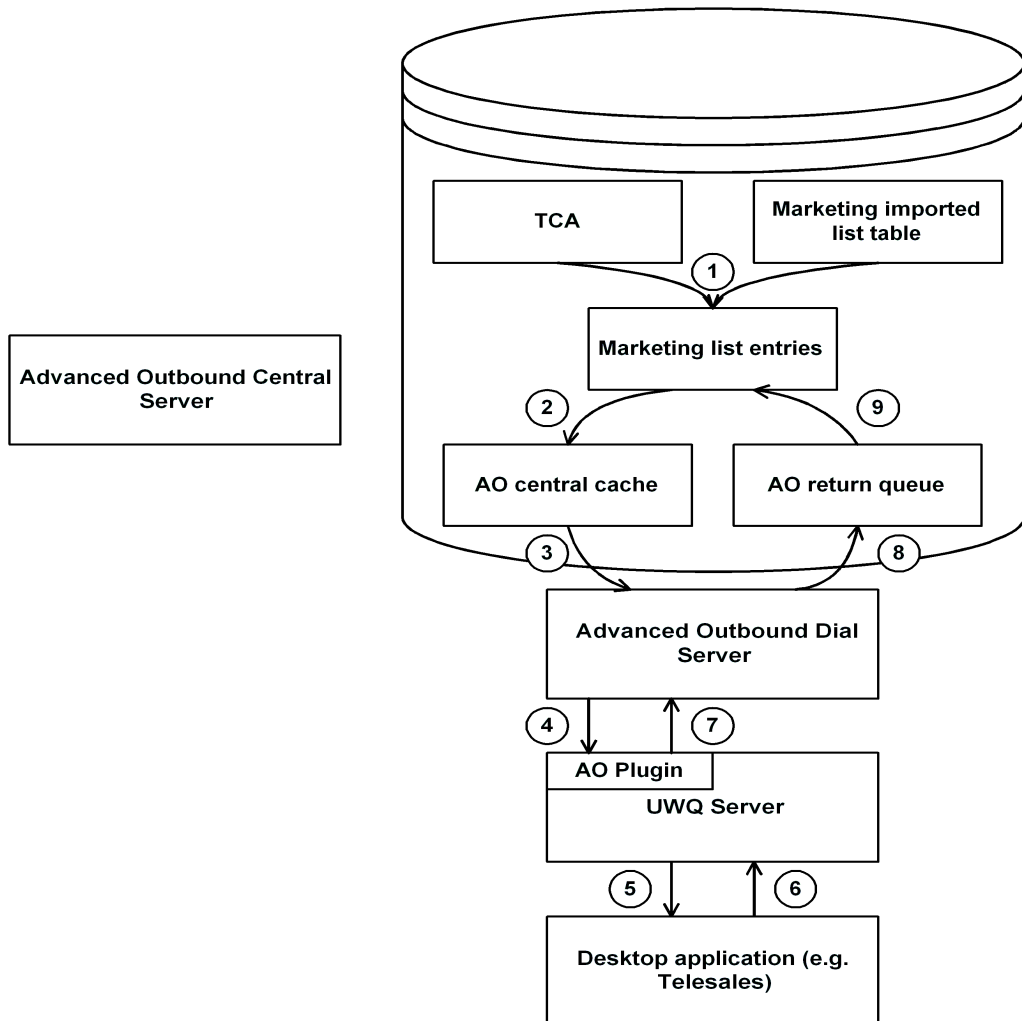 TCA
Marketing imported
list table
1
Marketing list entries
Advanced Outbound Central
Server
2
9
AO central cache
AO return queue
3
8
Advanced Outbound Dial
Server
4
7
AO Plugin
UWQ Server
5
6
Desktop application (e.g.
Telesales)